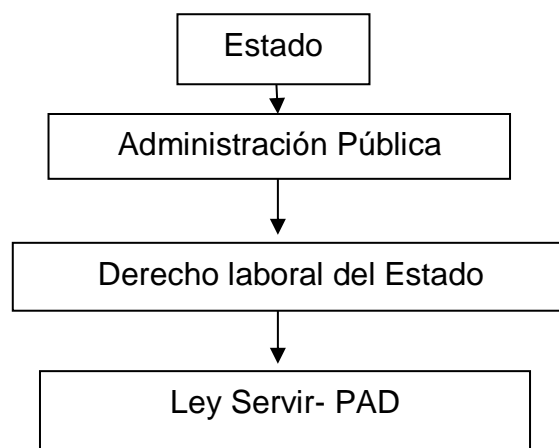 Estado
Administración Pública
Derecho laboral del Estado
Ley Servir- PAD